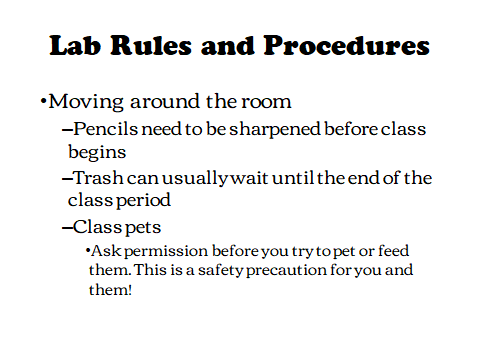 Lab Rules and Procedures
•Moving around the room
–Pencils need to be sharpened before class
begins
–Trash can usually wait until the end of the
class period
–Class pets
•Ask permission before you try to pet or feed
them. This is a safety precaution for you and
them!